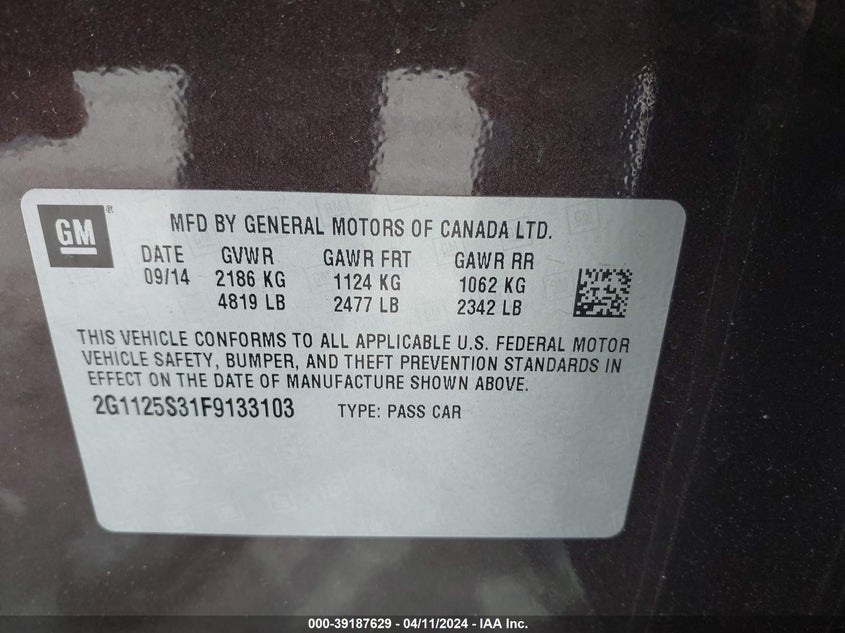 GM®
MFD BY GENERAL MOTORS OF CANADA LTD.
DATE GVWR GAWR FRT GAWR RR
09/14 2186 KG 1124 KG 1062 KG
4819 LB 2477 LB 2342 LB
THIS VEHICLE CONFORMS TO ALL APPLICABLE U.S. FEDERAL MOTOR
VEHICLE SAFETY, BUMPER, AND THEFT PREVENTION STANDARDS IN
EFFECT ON THE DATE OF MANUFACTURE SHOWN ABOVE.
2G1125S31F9133103 TYPE: PASS CAR
000-39187629 - 04/11/2024 - IAA Inc.